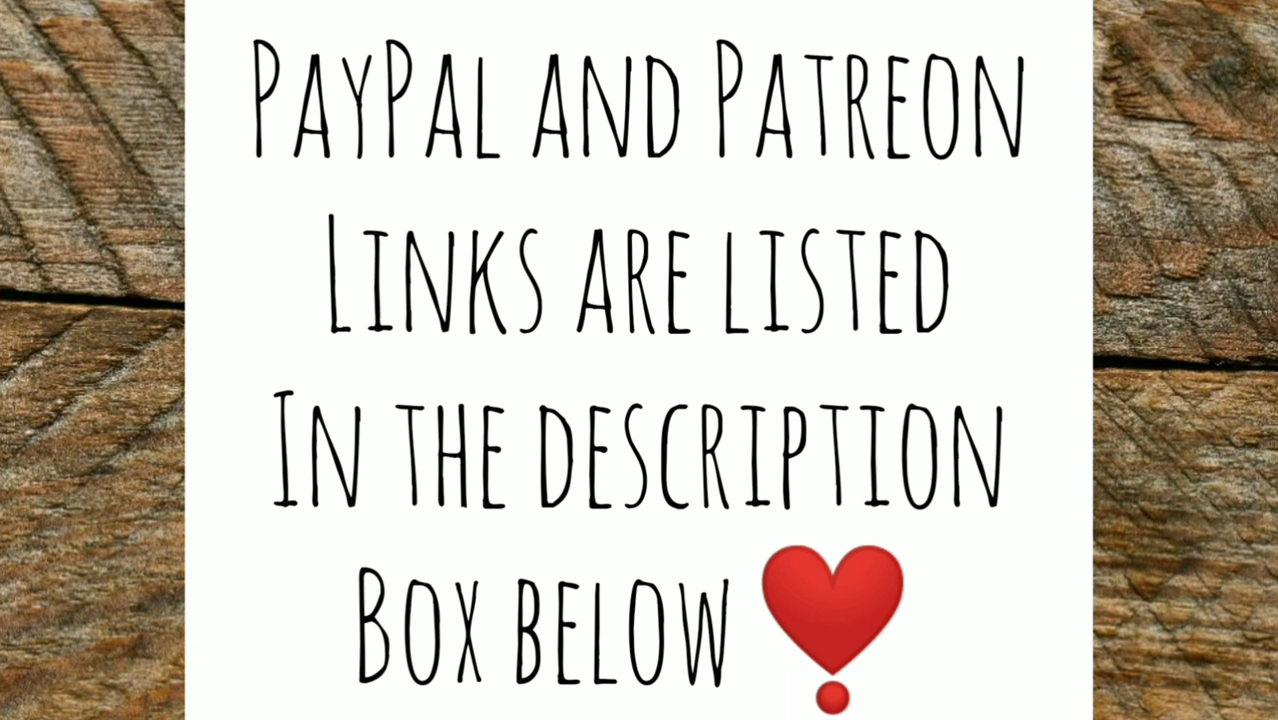 PayPal and Patreon
Links are listed
In the description
Box below ❣️